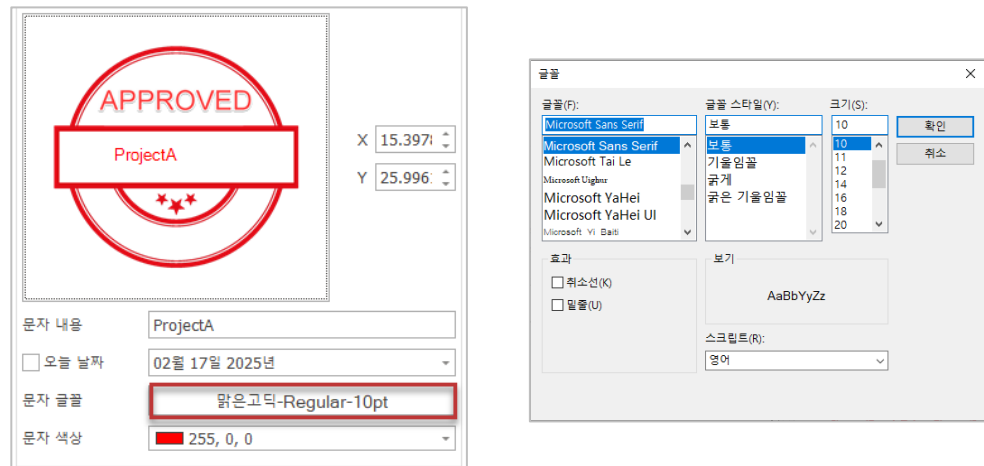 APPROVED
ProjectA
X 15.397
Y 25.996
문자 내용 ProjectA
오늘 날짜 02월 17일 2025년
문자 글꼴 맑은고딕-Regular-10pt
문자 색상 255, 0, 0
글꼴
글꼴(F):
Microsoft Sans Serif
Microsoft Sans Serif
Microsoft Tai Le
Microsoft Uighur
Microsoft YaHei
Microsoft YaHei UI
Microsoft Yi Baiti
글꼴 스타일(Y):
보통
보통
기울임꼴
굵게
굵은 기울임꼴
크기(S):
10
10
11
12
14
16
18
20
확인
취소
효과
취소선(K)
밑줄(U)
보기
AaBbYyZz
스크립트(R):
영어